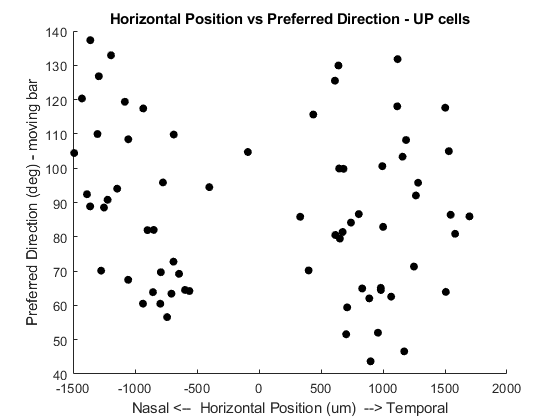 Horizontal Position vs Preferred Direction - UP cells
Preferred Direction (deg) - moving bar
140
130
120
110
100
90
80
70
60
50
40
-1500 -1000 -500 0 500 1000 1500 2000
Nasal <-- Horizontal Position (um) --> Temporal